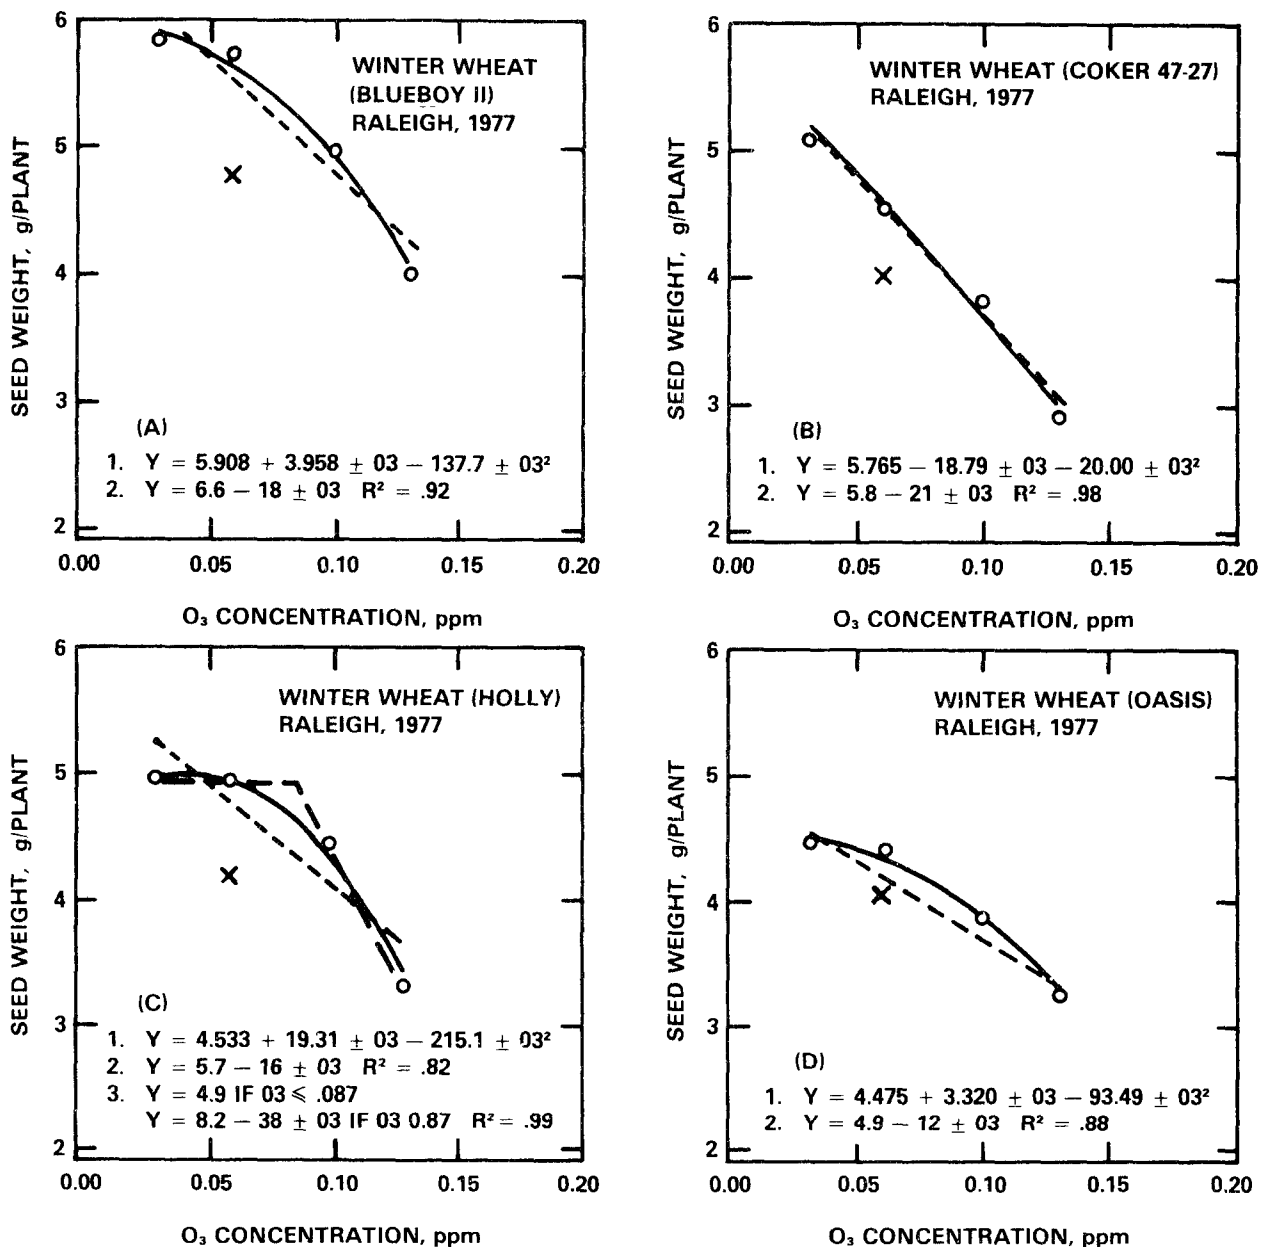 6
5
4
3
2
SEED WEIGHT, g/PLANT
WINTER WHEAT
(BLUEBOY II)
RALEIGH, 1977
(A)
1. Y = 5.908 + 3.958 ± 03 − 137.7 ± 03²
2. Y = 6.6 − 18 ± 03 R² = .92
0.00 0.05 0.10 0.15 0.20
O₃ CONCENTRATION, ppm
6
5
4
3
2
SEED WEIGHT, g/PLANT
WINTER WHEAT (COKER 47-27)
RALEIGH, 1977
(B)
1. Y = 5.765 − 18.79 ± 03 − 20.00 ± 03²
2. Y = 5.8 − 21 ± 03 R² = .98
0.00 0.05 0.10 0.15 0.20
O₃ CONCENTRATION, ppm
6
5
4
3
2
SEED WEIGHT, g/PLANT
WINTER WHEAT (HOLLY)
RALEIGH, 1977
(C)
1. Y = 4.533 + 19.31 ± 03 − 215.1 ± 03²
2. Y = 5.7 − 16 ± 03 R² = .82
3. Y = 4.9 IF 03 ⩽ .087
Y = 8.2 − 38 ± 03 IF 03 0.87 R² = .99
0.00 0.05 0.10 0.15 0.20
O₃ CONCENTRATION, ppm
6
5
4
3
2
SEED WEIGHT, g/PLANT
WINTER WHEAT (OASIS)
RALEIGH, 1977
(D)
1. Y = 4.475 + 3.320 ± 03 − 93.49 ± 03²
2. Y = 4.9 − 12 ± 03 R² = .88
0.00 0.05 0.10 0.15 0.20
O₃ CONCENTRATION, ppm